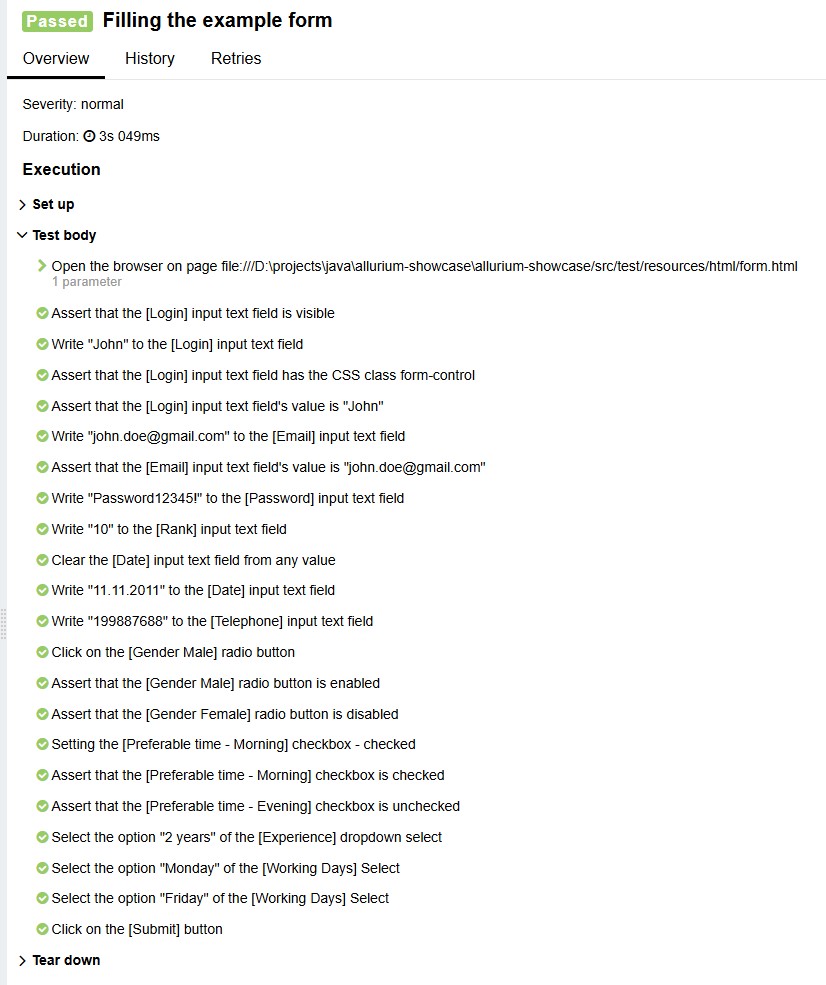 Passed Filling the example form
Overview History Retries
Severity: normal
Duration: 3s 049ms
Execution
Set up
Test body
Open the browser on page file:///D:\projects\java\allurium-showcase\allurium-showcase/src/test/resources/html/form.html
1 parameter
Assert that the [Login] input text field is visible
Write "John" to the [Login] input text field
Assert that the [Login] input text field has the CSS class form-control
Assert that the [Login] input text field's value is "John"
Write "john.doe@gmail.com" to the [Email] input text field
Assert that the [Email] input text field's value is "john.doe@gmail.com"
Write "Password12345!" to the [Password] input text field
Write "10" to the [Rank] input text field
Clear the [Date] input text field from any value
Write "11.11.2011" to the [Date] input text field
Write "199887688" to the [Telephone] input text field
Click on the [Gender Male] radio button
Assert that the [Gender Male] radio button is enabled
Assert that the [Gender Female] radio button is disabled
Setting the [Preferable time - Morning] checkbox - checked
Assert that the [Preferable time - Morning] checkbox is checked
Assert that the [Preferable time - Evening] checkbox is unchecked
Select the option "2 years" of the [Experience] dropdown select
Select the option "Monday" of the [Working Days] Select
Select the option "Friday" of the [Working Days] Select
Click on the [Submit] button
Tear down